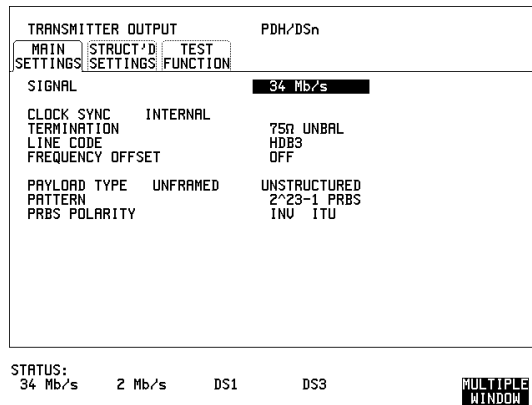 TRANSMITTER OUTPUT PDH/DSn
MAIN SETTINGS
STRUCT'D SETTINGS
TEST FUNCTION
SIGNAL 34 Mb/s
CLOCK SYNC INTERNAL
TERMINATION 75Ω UNBAL
LINE CODE HDB3
FREQUENCY OFFSET OFF
PAYLOAD TYPE UNFRAMED UNSTRUCTURED
PATTERN 2^23-1 PRBS
PRBS POLARITY INV ITU
STATUS:
34 Mb/s 2 Mb/s DS1 DS3 MULTIPLE WINDOW